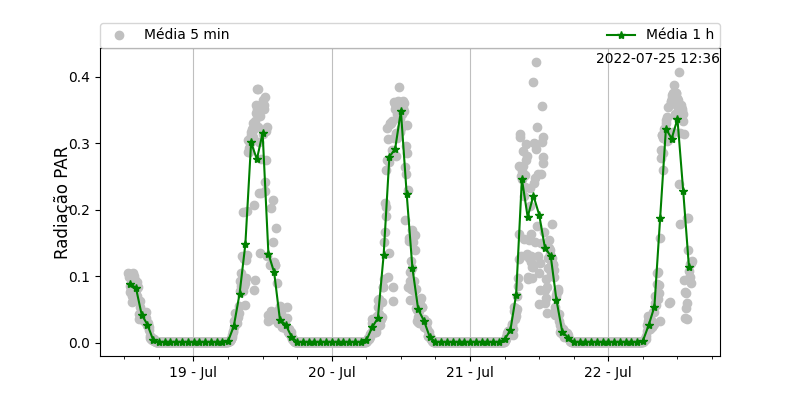 Média 5 min
Média 1 h
2022-07-25 12:36
0.4
0.3
0.2
0.1
0.0
Radiação PAR
19 - Jul
20 - Jul
21 - Jul
22 - Jul